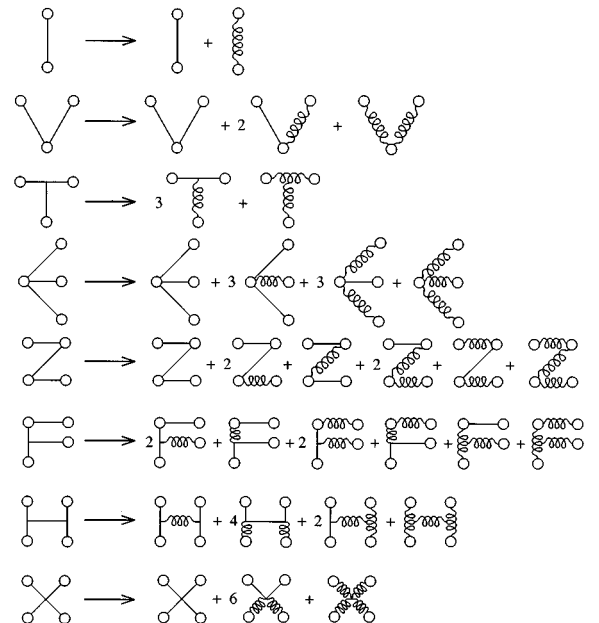 +
+ 2 +
3 +
+ 3 + 3 +
+ 2 + + 2 + +
2 + + 2 + + +
+ 4 + 2 +
+ 6 +